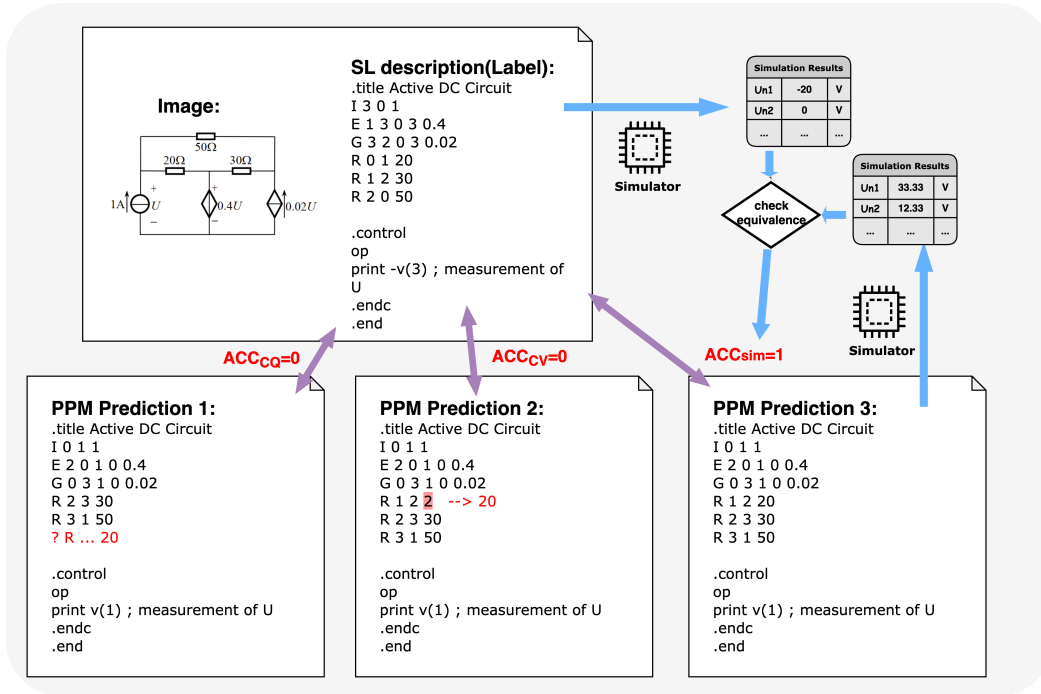 Image:
50Ω
20Ω
30Ω
1A
+
U
−
+
0.4U
−
0.02U
SL description(Label):
.title Active DC Circuit
I 3 0 1
E 1 3 0 3 0.4
G 3 2 0 3 0.02
R 0 1 20
R 1 2 30
R 2 0 50
.control
op
print -v(3) ; measurement of
U
.endc
.end
Simulator
Simulation Results
Un1 -20 V
Un2 0 V
... ... ...
check
equivalence
Simulation Results
Un1 33.33 V
Un2 12.33 V
... ... ...
Simulator
ACCCQ=0
ACCCV=0
ACCsim=1
PPM Prediction 1:
.title Active DC Circuit
I 0 1 1
E 2 0 1 0 0.4
G 0 3 1 0 0.02
R 2 3 30
R 3 1 50
? R ... 20
.control
op
print v(1) ; measurement of U
.endc
.end
PPM Prediction 2:
.title Active DC Circuit
I 0 1 1
E 2 0 1 0 0.4
G 0 3 1 0 0.02
R 1 2 2 --> 20
R 2 3 30
R 3 1 50
.control
op
print v(1) ; measurement of U
.endc
.end
PPM Prediction 3:
.title Active DC Circuit
I 0 1 1
E 2 0 1 0 0.4
G 0 3 1 0 0.02
R 1 2 20
R 2 3 30
R 3 1 50
.control
op
print v(1) ; measurement of U
.endc
.end